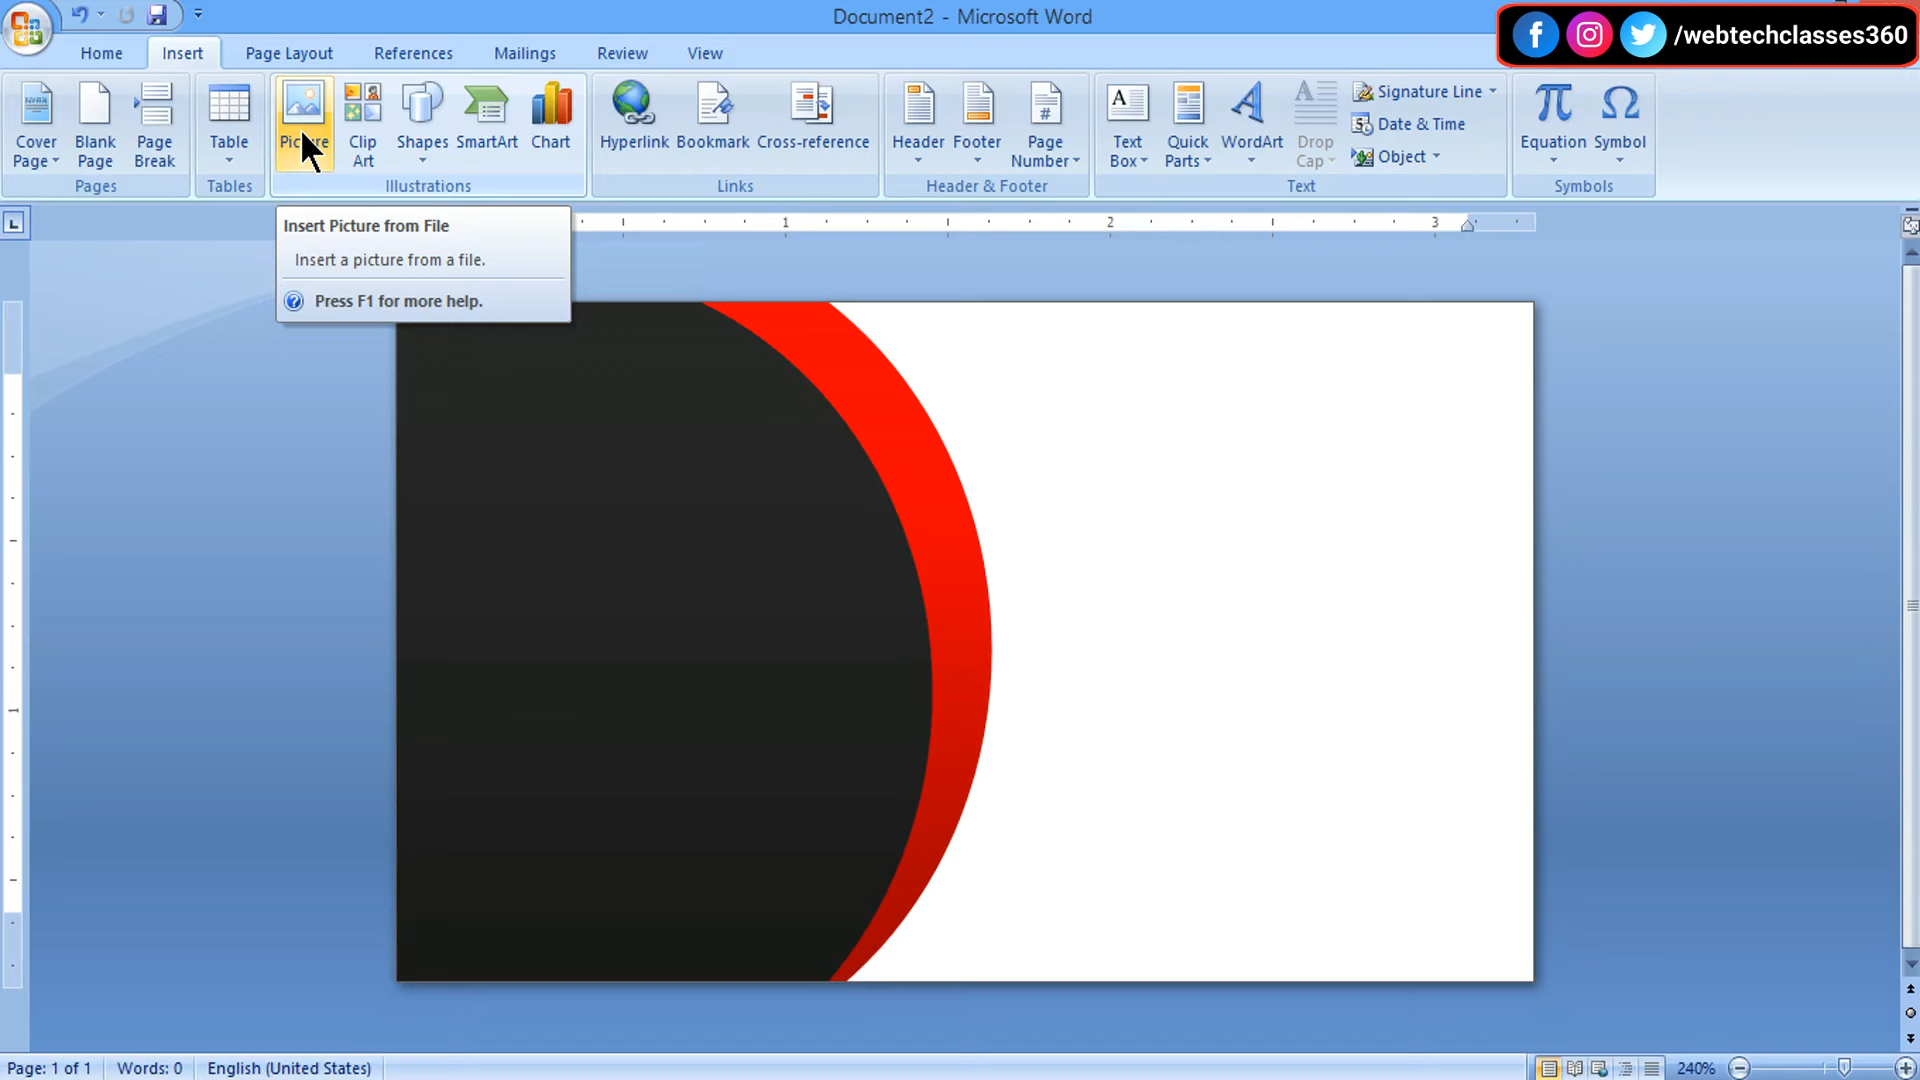 Document2 - Microsoft Word
/webtechclasses360
Home Insert Page Layout References Mailings Review View
Cover Page
Blank Page
Page Break
Pages
Table
Tables
Picture
Clip Art
Shapes
SmartArt
Chart
Illustrations
Hyperlink
Bookmark
Cross-reference
Links
Header
Footer
Page Number
Header & Footer
Text Box
Quick Parts
WordArt
Drop Cap
Signature Line
Date & Time
Object
Text
Equation
Symbol
Symbols
Insert Picture from File
Insert a picture from a file.
Press F1 for more help.
1 2 3
1
Page: 1 of 1 Words: 0 English (United States) 240%